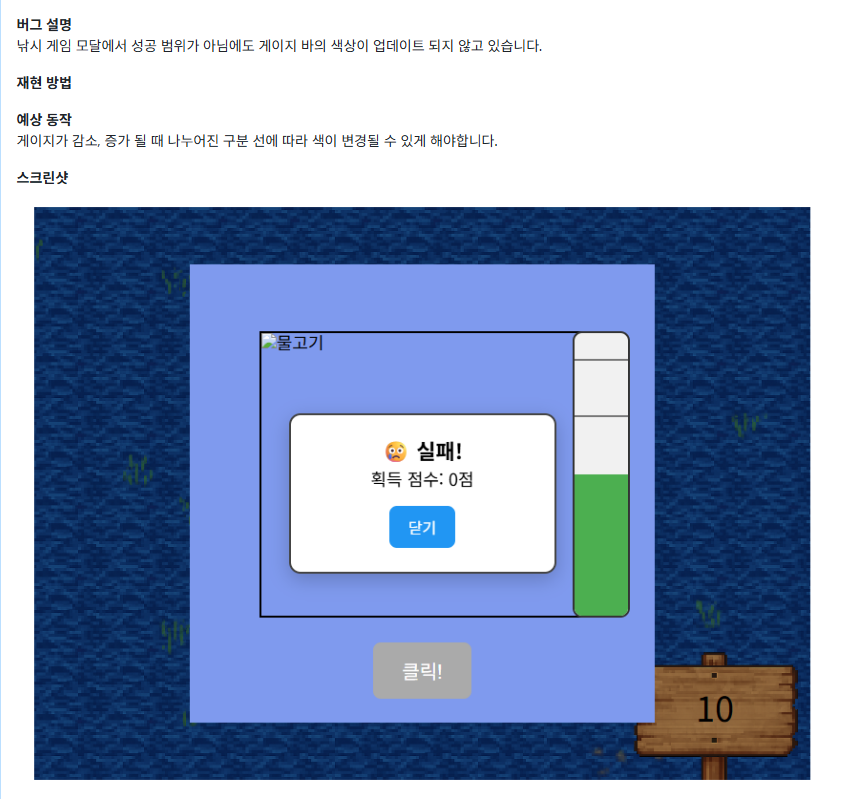 버그 설명
낚시 게임 모달에서 성공 범위가 아님에도 게이지 바의 색상이 업데이트 되지 않고 있습니다.
재현 방법
예상 동작
게이지가 감소, 증가 될 때 나누어진 구분 선에 따라 색이 변경될 수 있게 해야합니다.
스크린샷
물고기
😥 실패!
획득 점수: 0점
닫기
클릭!
10